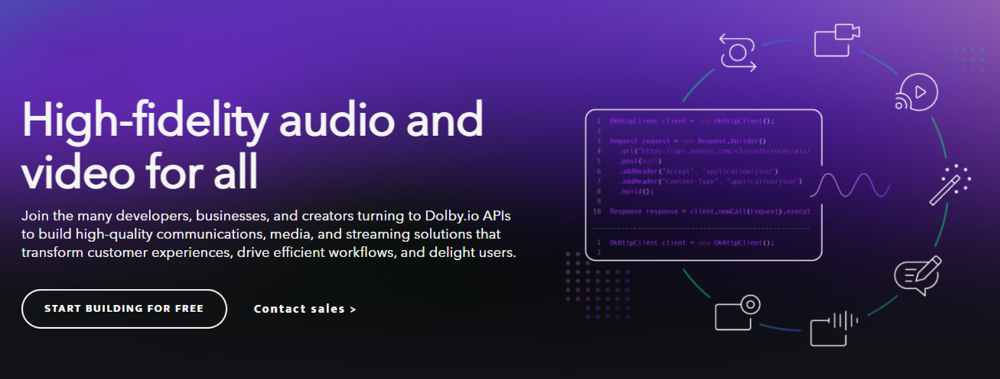 High-fidelity audio and
video for all
Join the many developers, businesses, and creators turning to Dolby.io APIs
to build high-quality communications, media, and streaming solutions that
transform customer experiences, drive efficient workflows, and delight users.
START BUILDING FOR FREE
Contact sales >
1 OkHttpClient client = new OkHttpClient();
2
3 Request request = new Request.Builder()
4 .url("https://api.voxeet.com/v2/conferences/mix/
5 .post(null)
6 .addHeader("Accept", "application/json")
7 .addHeader("Content-Type", "application/json")
8 .build();
9
10 Response response = client.newCall(request).execut
1 OkHttpClient client = new OkHttpClient();
2